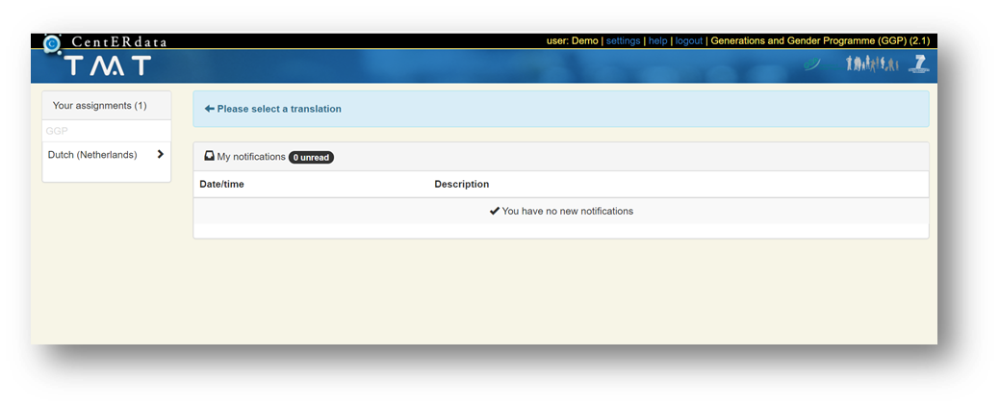 CentERdata
TMT
user: Demo | settings | help | logout | Generations and Gender Programme (GGP) (2.1)
Your assignments (1)
GGP
Dutch (Netherlands)
Please select a translation
My notifications 0 unread
Date/time Description
You have no new notifications